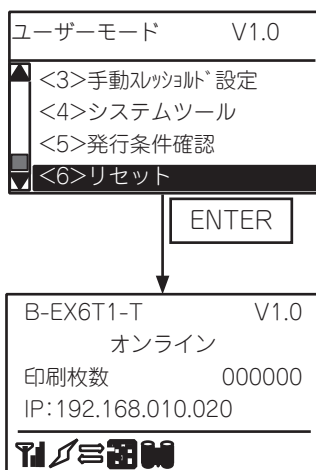 ユーザーモード V1.0
<3>手動ｽﾚｯｼｮﾙﾄﾞ設定
<4>システムツール
<5>発行条件確認
<6>リセット
ENTER
B-EX6T1-T V1.0
オンライン
印刷枚数 000000
IP:192.168.010.020